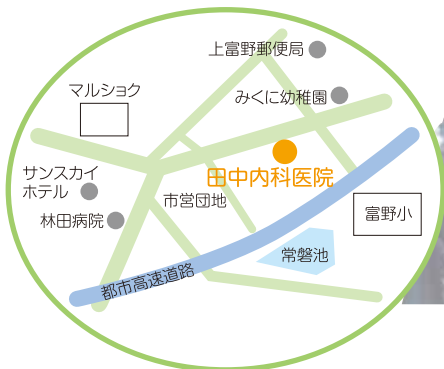 上富野郵便局
マルショク
みくに幼稚園
サンスカイ
ホテル
田中内科医院
市営団地
林田病院
富野小
常磐池
都市高速道路